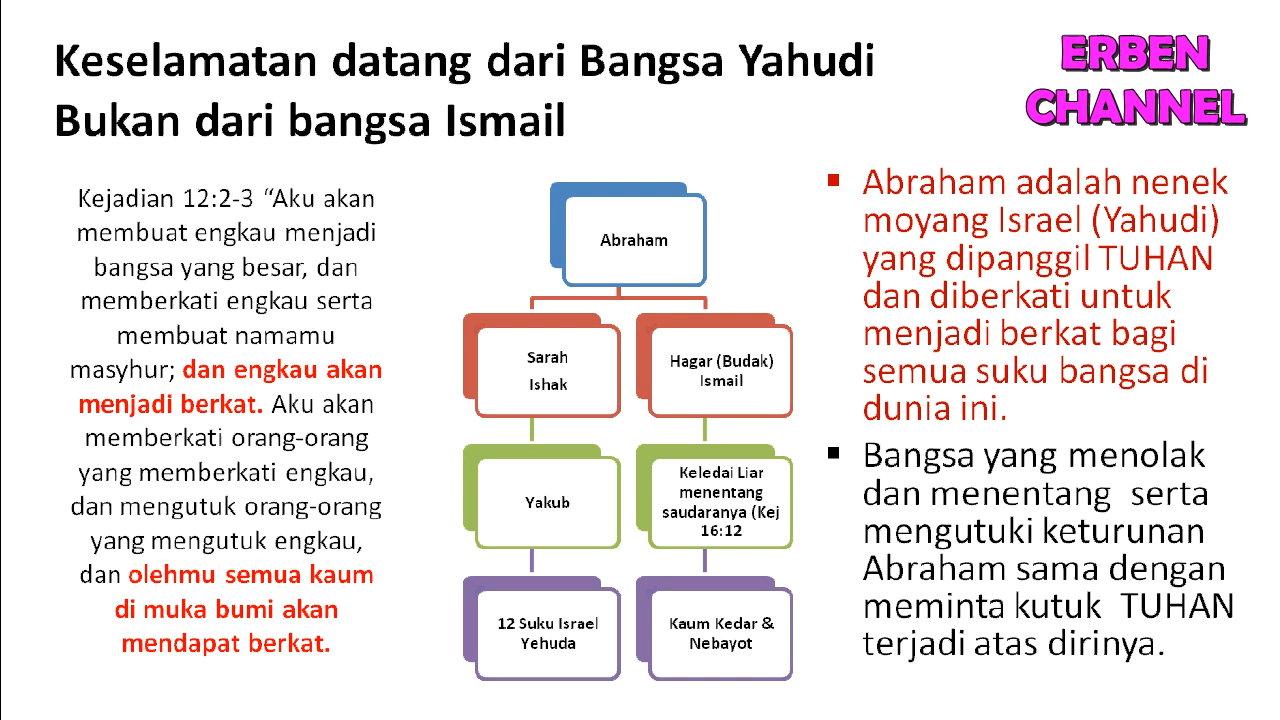 Keselamatan datang dari Bangsa Yahudi
Bukan dari bangsa Ismail
ERBEN
CHANNEL
Kejadian 12:2-3 “Aku akan
membuat engkau menjadi
bangsa yang besar, dan
memberkati engkau serta
membuat namamu
masyhur; dan engkau akan
menjadi berkat. Aku akan
memberkati orang-orang
yang memberkati engkau,
dan mengutuk orang-orang
yang mengutuk engkau,
dan olehmu semua kaum
di muka bumi akan
mendapat berkat.
Abraham
Sarah
Ishak
Hagar (Budak)
Ismail
Yakub
Keledai Liar
menentang
saudaranya (Kej
16:12
12 Suku Israel
Yehuda
Kaum Kedar &
Nebayot
▪ Abraham adalah nenek
moyang Israel (Yahudi)
yang dipanggil TUHAN
dan diberkati untuk
menjadi berkat bagi
semua suku bangsa di
dunia ini.
▪ Bangsa yang menolak
dan menentang serta
mengutuki keturunan
Abraham sama dengan
meminta kutuk TUHAN
terjadi atas dirinya.